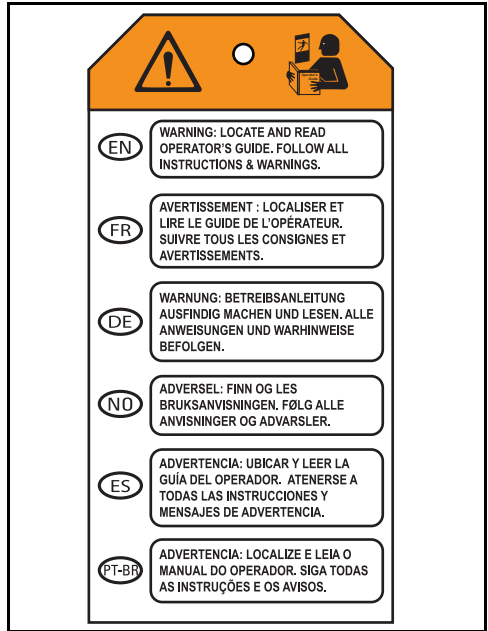 Operator's
Guide
EN
WARNING: LOCATE AND READ
OPERATOR'S GUIDE. FOLLOW ALL
INSTRUCTIONS & WARNINGS.
FR
AVERTISSEMENT : LOCALISER ET
LIRE LE GUIDE DE L'OPÉRATEUR.
SUIVRE TOUS LES CONSIGNES ET
AVERTISSEMENTS.
DE
WARNUNG: BETREIBSANLEITUNG
AUSFINDIG MACHEN UND LESEN. ALLE
ANWEISUNGEN UND WARHINWEISE
BEFOLGEN.
NO
ADVERSEL: FINN OG LES
BRUKSANVISNINGEN. FØLG ALLE
ANVISNINGER OG ADVARSLER.
ES
ADVERTENCIA: UBICAR Y LEER LA
GUÍA DEL OPERADOR. ATENERSE A
TODAS LAS INSTRUCCIONES Y
MENSAJES DE ADVERTENCIA.
PT-BR
ADVERTENCIA: LOCALIZE E LEIA O
MANUAL DO OPERADOR. SIGA TODAS
AS INSTRUÇÕES E OS AVISOS.